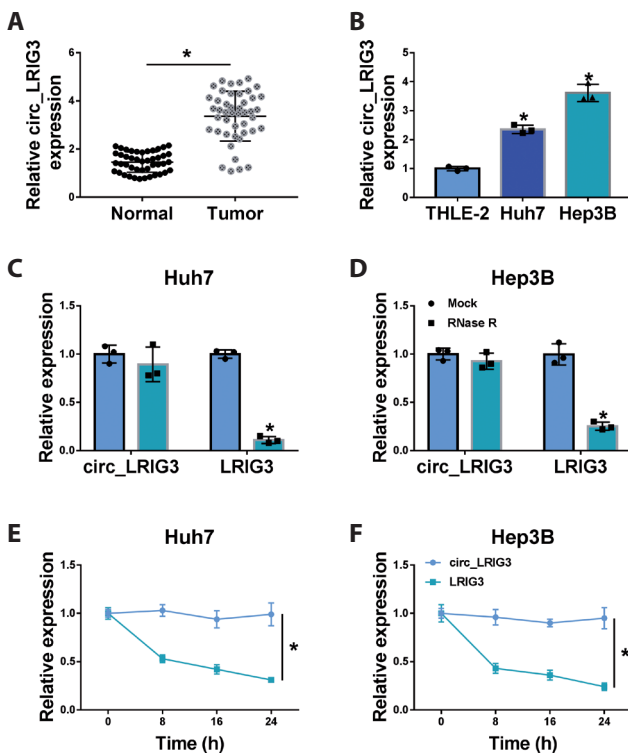 A
Relative circ_LRIG3
expression
6
4
2
0
*
Normal Tumor
B
Relative circ_LRIG3
expression
5
4
3
2
1
0
*
*
THLE-2 Huh7 Hep3B
C
Huh7
Relative expression
1.5
1.0
0.5
0.0
*
circ_LRIG3 LRIG3
D
Hep3B
Relative expression
1.5
1.0
0.5
0.0
Mock
RNase R
*
circ_LRIG3 LRIG3
E
Huh7
Relative expression
1.5
1.0
0.5
0.0
*
0 8 16 24
Time (h)
F
Hep3B
Relative expression
1.5
1.0
0.5
0.0
circ_LRIG3
LRIG3
*
0 8 16 24
Time (h)